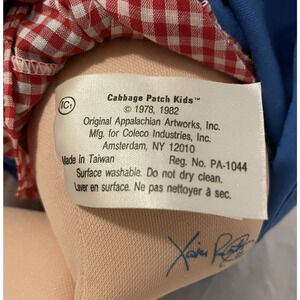 Cabbage Patch Kids™
© 1978, 1982
IC1
Original Appalachian Artworks, Inc.
Mfg. for Coleco Industries, Inc.
Amsterdam, NY 12010
Made in Taiwan Reg. No. PA-1044
Surface washable. Do not dry clean.
Laver en surface. Ne pas nettoyer à sec.